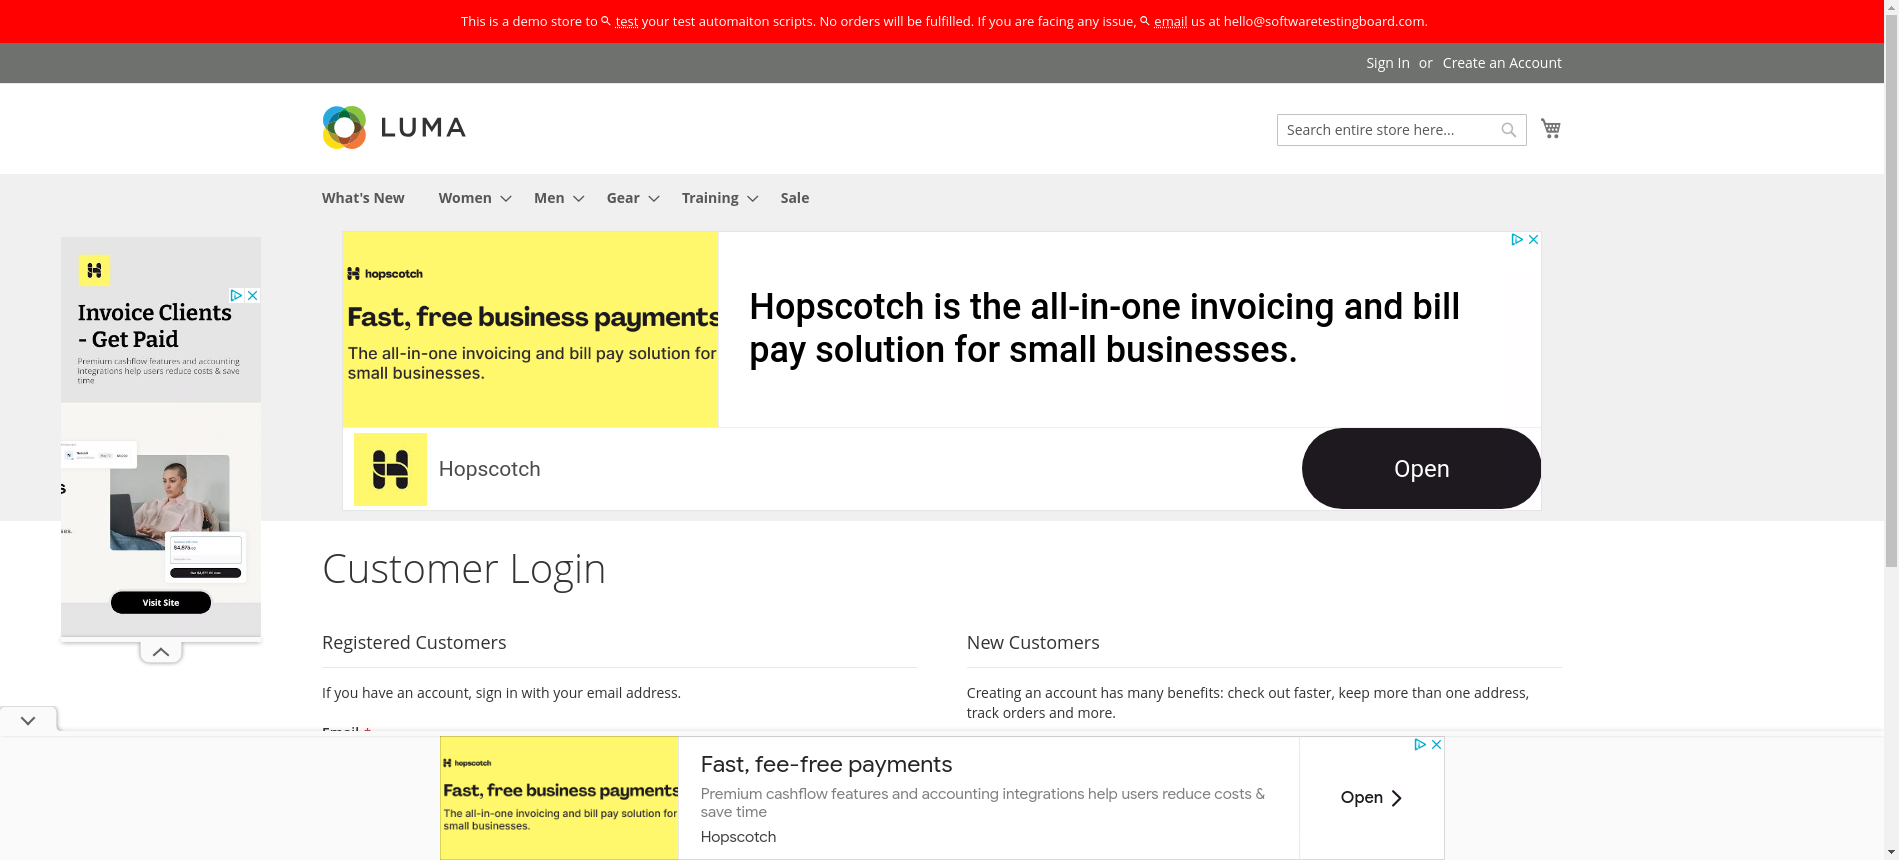 This is a demo store to test your test automaiton scripts. No orders will be fulfilled. If you are facing any issue, email us at hello@softwaretestingboard.com.
Sign In or Create an Account
LUMA
Search entire store here...
What's New Women Men Gear Training Sale
Invoice Clients
- Get Paid
Premium cashflow features and accounting
integrations help users reduce costs & save
time
Visit Site
hopscotch
Fast, free business payments
The all-in-one invoicing and bill pay solution for
small businesses.
Hopscotch is the all-in-one invoicing and bill
pay solution for small businesses.
Hopscotch
Open
Customer Login
Registered Customers
If you have an account, sign in with your email address.
Email *
New Customers
Creating an account has many benefits: check out faster, keep more than one address,
track orders and more.
hopscotch
Fast, free business payments
The all-in-one invoicing and bill pay solution for
small businesses.
Fast, fee-free payments
Premium cashflow features and accounting integrations help users reduce costs &
save time
Hopscotch
Open